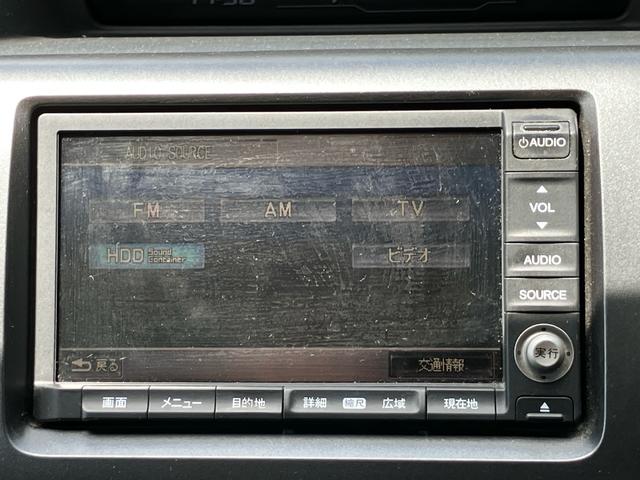 AUDIO SOURCE
FM AM TV
HDD Sound Container ビデオ
戻る 交通情報
AUDIO
VOL
AUDIO
SOURCE
実行
画面 メニュー 目的地 詳細 縮尺 広域 現在地